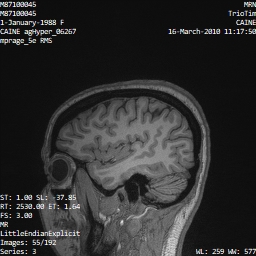 M87100045
M87100045
1-January-1988 F
CAINE agHyper_06267
mprage_5e RMS
MRN
TrioTim
CAINE
16-March-2010 11:17:50
ST: 1.00 SL: -37.85
RT: 2530.00 ET: 1.64
FS: 3.00
MR
LittleEndianExplicit
Images: 55/192
Series: 3
WL: 259 WW: 577